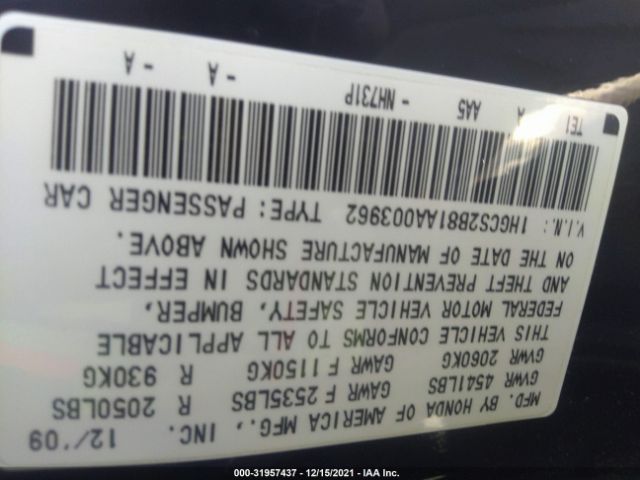 MFD. BY HONDA OF AMERICA MFG., INC. 12/'09
GVWR 4541LBS GAWR F 2535LBS R 2050LBS
GVWR 2060KG GAWR F 1150KG R 930KG
THIS VEHICLE CONFORMS TO ALL APPLICABLE
FEDERAL MOTOR VEHICLE SAFETY, BUMPER,
AND THEFT PREVENTION STANDARDS IN EFFECT
ON THE DATE OF MANUFACTURE SHOWN ABOVE.
V.I.N.: 1HGCS2B81AA003962 TYPE: PASSENGER CAR
TE1 A AA5 - NH731P - A - A
000-31957437 - 12/15/2021 - IAA Inc.